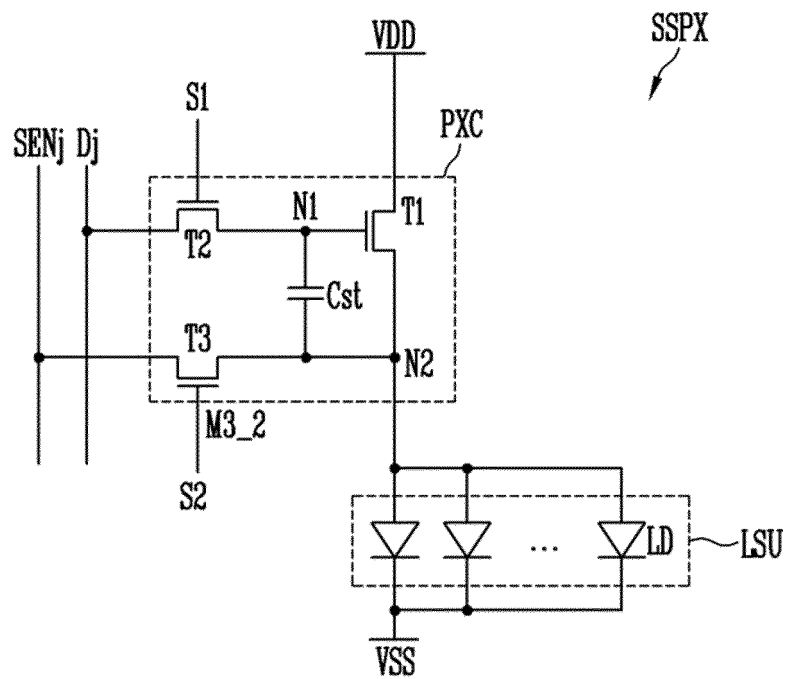 SSPX
VDD
S1
PXC
SENj Dj
N1
T1
T2
Cst
T3
N2
M3_2
S2
...
LD
LSU
VSS